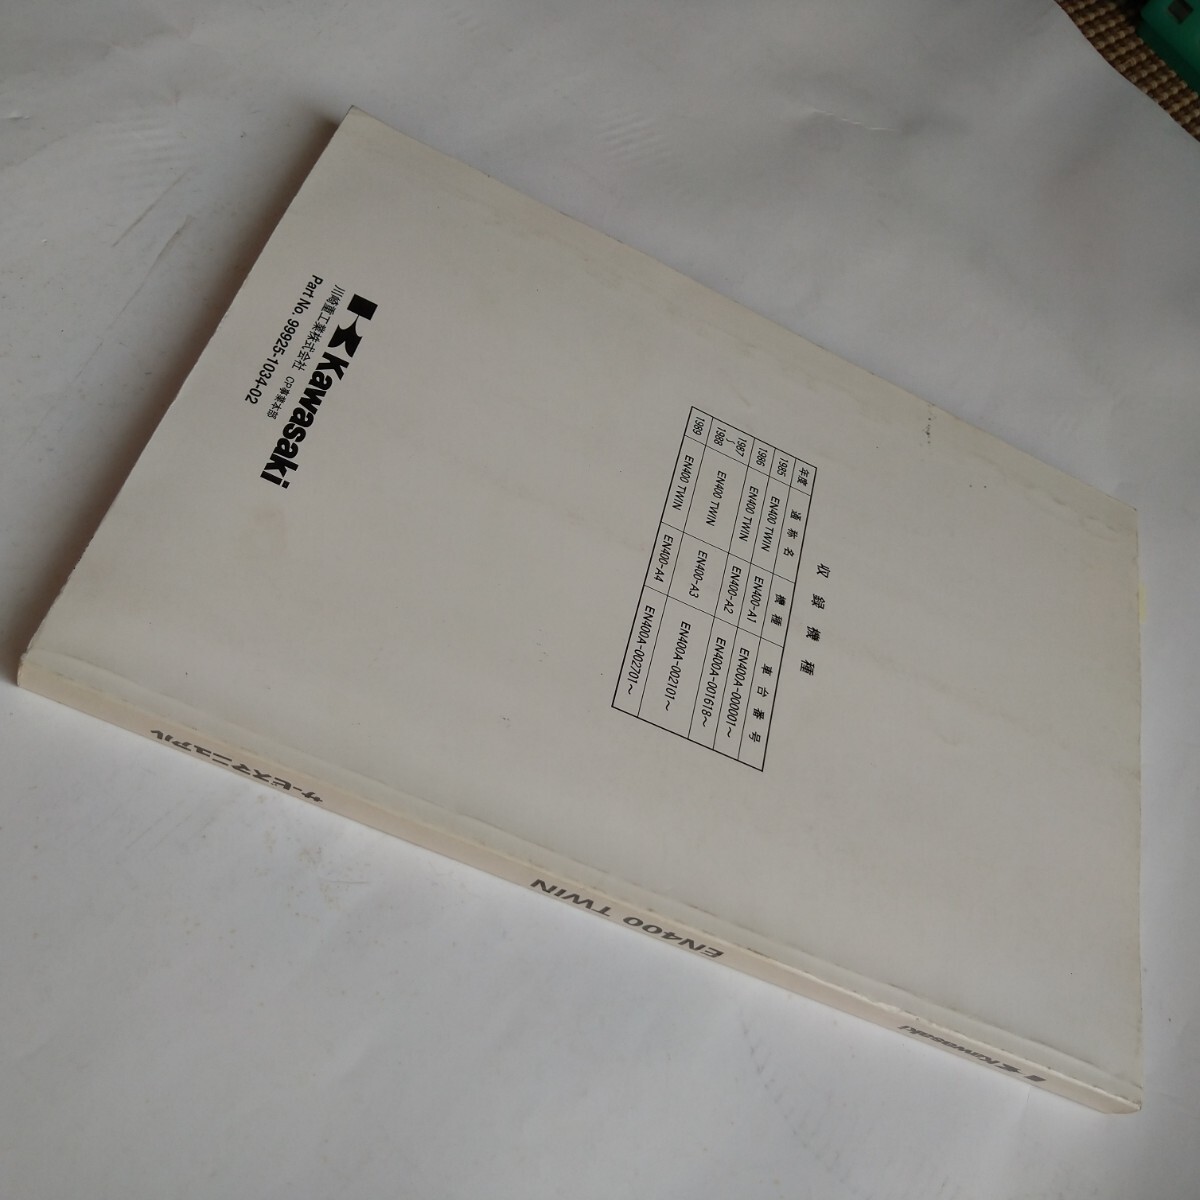 収録機種
年度 通称名 機種 車台番号
1985 EN400 TWIN EN400-A1 EN400A-000001～
1986 EN400 TWIN EN400-A2 EN400A-001618～
1987～1988 EN400 TWIN EN400-A3 EN400A-002101～
1989 EN400 TWIN EN400-A4 EN400A-002701～
Kawasaki
川崎重工業株式会社 CP事業本部
Part No. 99925-1034-02
Kawasaki
EN400 TWIN
サービスマニュアル